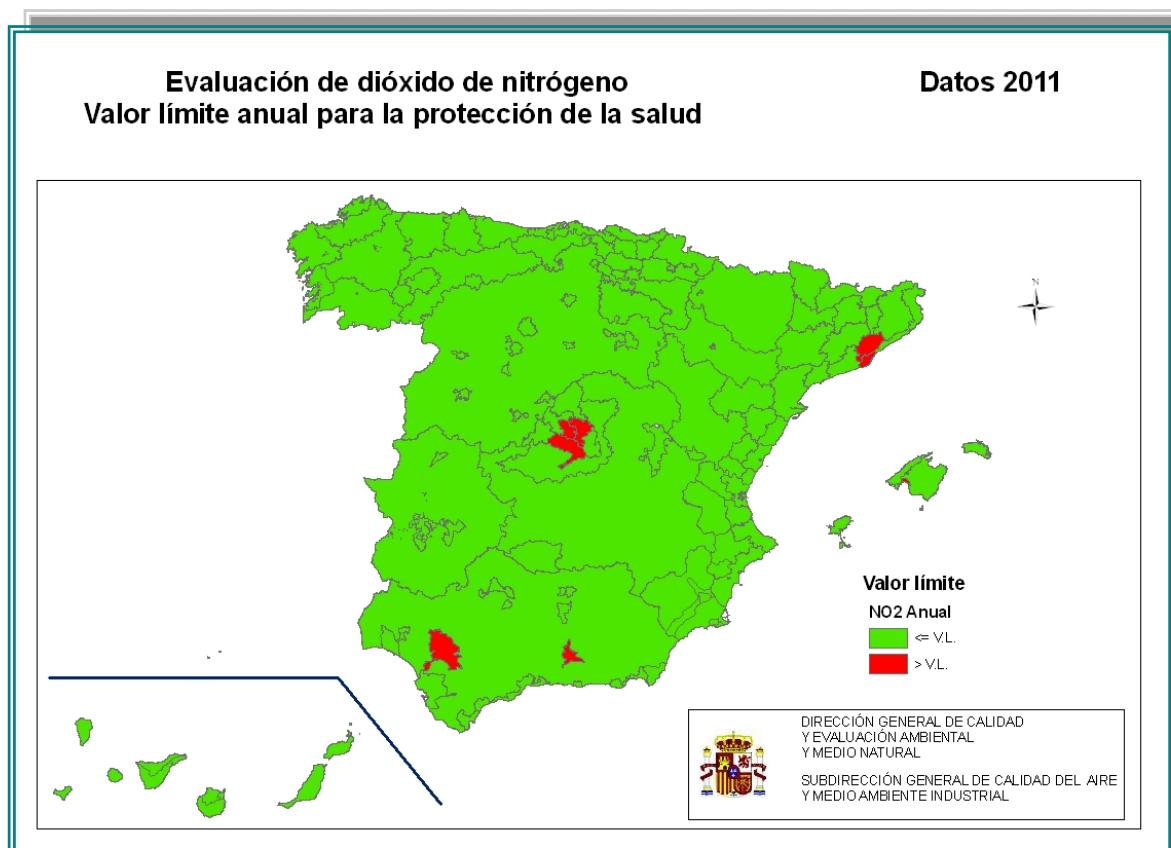 Evaluación de dióxido de nitrógeno
Valor límite anual para la protección de la salud
Datos 2011
N
Valor límite
NO2 Anual
<= V.L.
> V.L.
DIRECCIÓN GENERAL DE CALIDAD
Y EVALUACIÓN AMBIENTAL
Y MEDIO NATURAL
SUBDIRECCIÓN GENERAL DE CALIDAD DEL AIRE
Y MEDIO AMBIENTE INDUSTRIAL